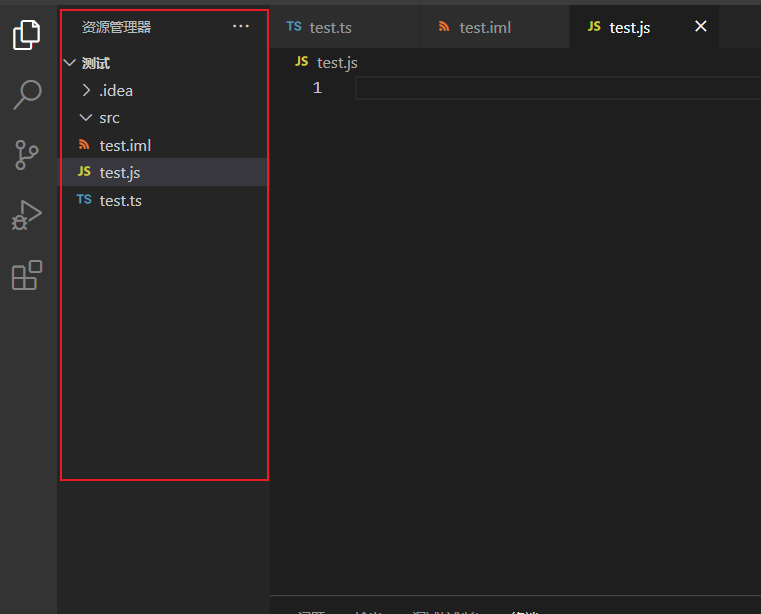 资源管理器 ···
测试
.idea
src
test.iml
JS test.js
TS test.ts
TS test.ts
test.iml
JS test.js
JS test.js
1